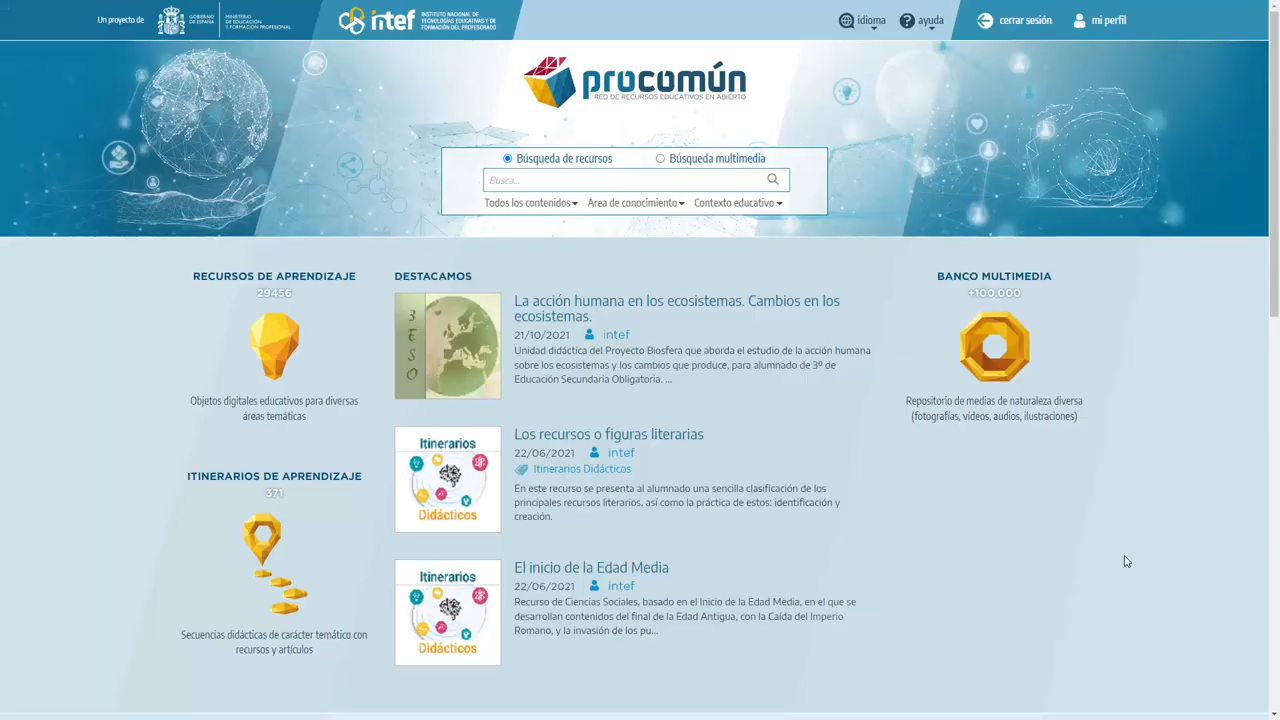 Un proyecto de
GOBIERNO
DE ESPAÑA
MINISTERIO
DE EDUCACIÓN
Y FORMACIÓN PROFESIONAL
intef
INSTITUTO NACIONAL DE
TECNOLOGÍAS EDUCATIVAS Y DE
FORMACIÓN DEL PROFESORADO
idioma
ayuda
cerrar sesión
mi perfil
procomún
RED DE RECURSOS EDUCATIVOS EN ABIERTO
Búsqueda de recursos
Búsqueda multimedia
Busca...
Todos los contenidos
Área de conocimiento
Contexto educativo
RECURSOS DE APRENDIZAJE
29456
Objetos digitales educativos para diversas
áreas temáticas
ITINERARIOS DE APRENDIZAJE
371
Secuencias didácticas de carácter temático con
recursos y artículos
DESTACAMOS
3
E
S
O
La acción humana en los ecosistemas. Cambios en los
ecosistemas.
21/10/2021 intef
Unidad didáctica del Proyecto Biosfera que aborda el estudio de la acción humana
sobre los ecosistemas y los cambios que produce, para alumnado de 3º de
Educación Secundaria Obligatoria. ...
Itinerarios
Didácticos
Los recursos o figuras literarias
22/06/2021 intef
Itinerarios Didácticos
En este recurso se presenta al alumnado una sencilla clasificación de los
principales recursos literarios, así como la práctica de estos: identificación y
creación.
Itinerarios
Didácticos
El inicio de la Edad Media
22/06/2021 intef
Recurso de Ciencias Sociales, basado en el Inicio de la Edad Media, en el que se
desarrollan contenidos del final de la Edad Antigua, con la Caída del Imperio
Romano, y la invasión de los pu...
BANCO MULTIMEDIA
+100.000
Repositorio de medias de naturaleza diversa
(fotografías, vídeos, audios, ilustraciones)